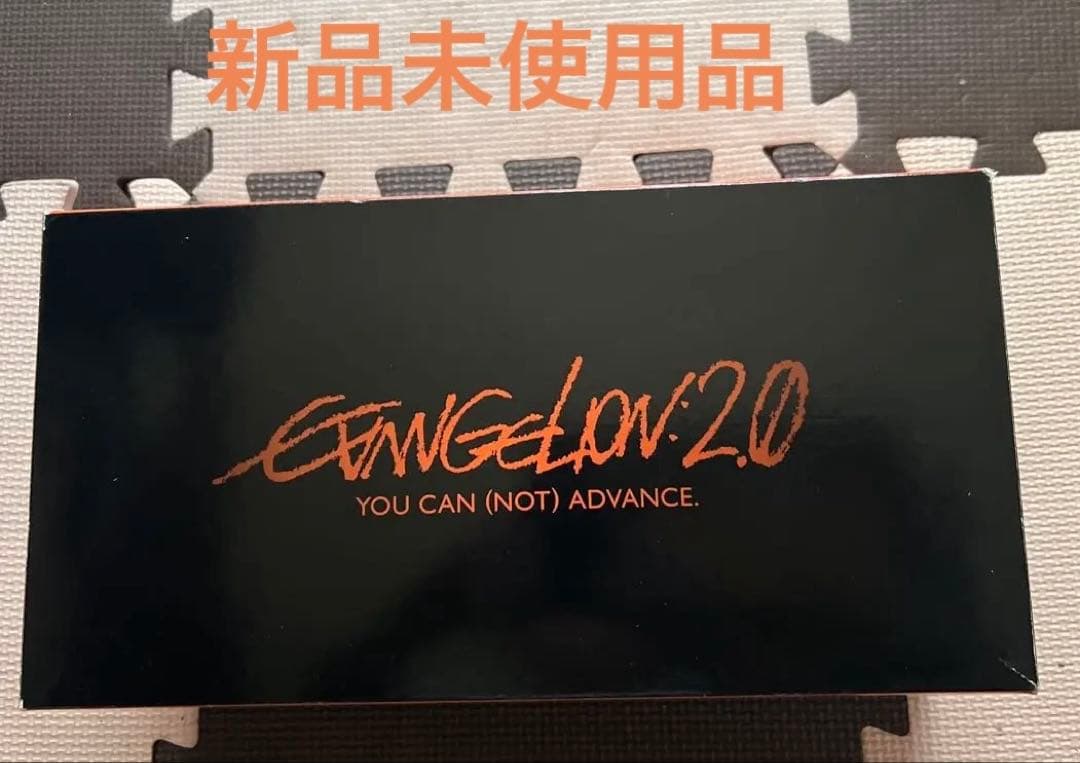 新品未使用品
EVANGELION:2.0
YOU CAN (NOT) ADVANCE.